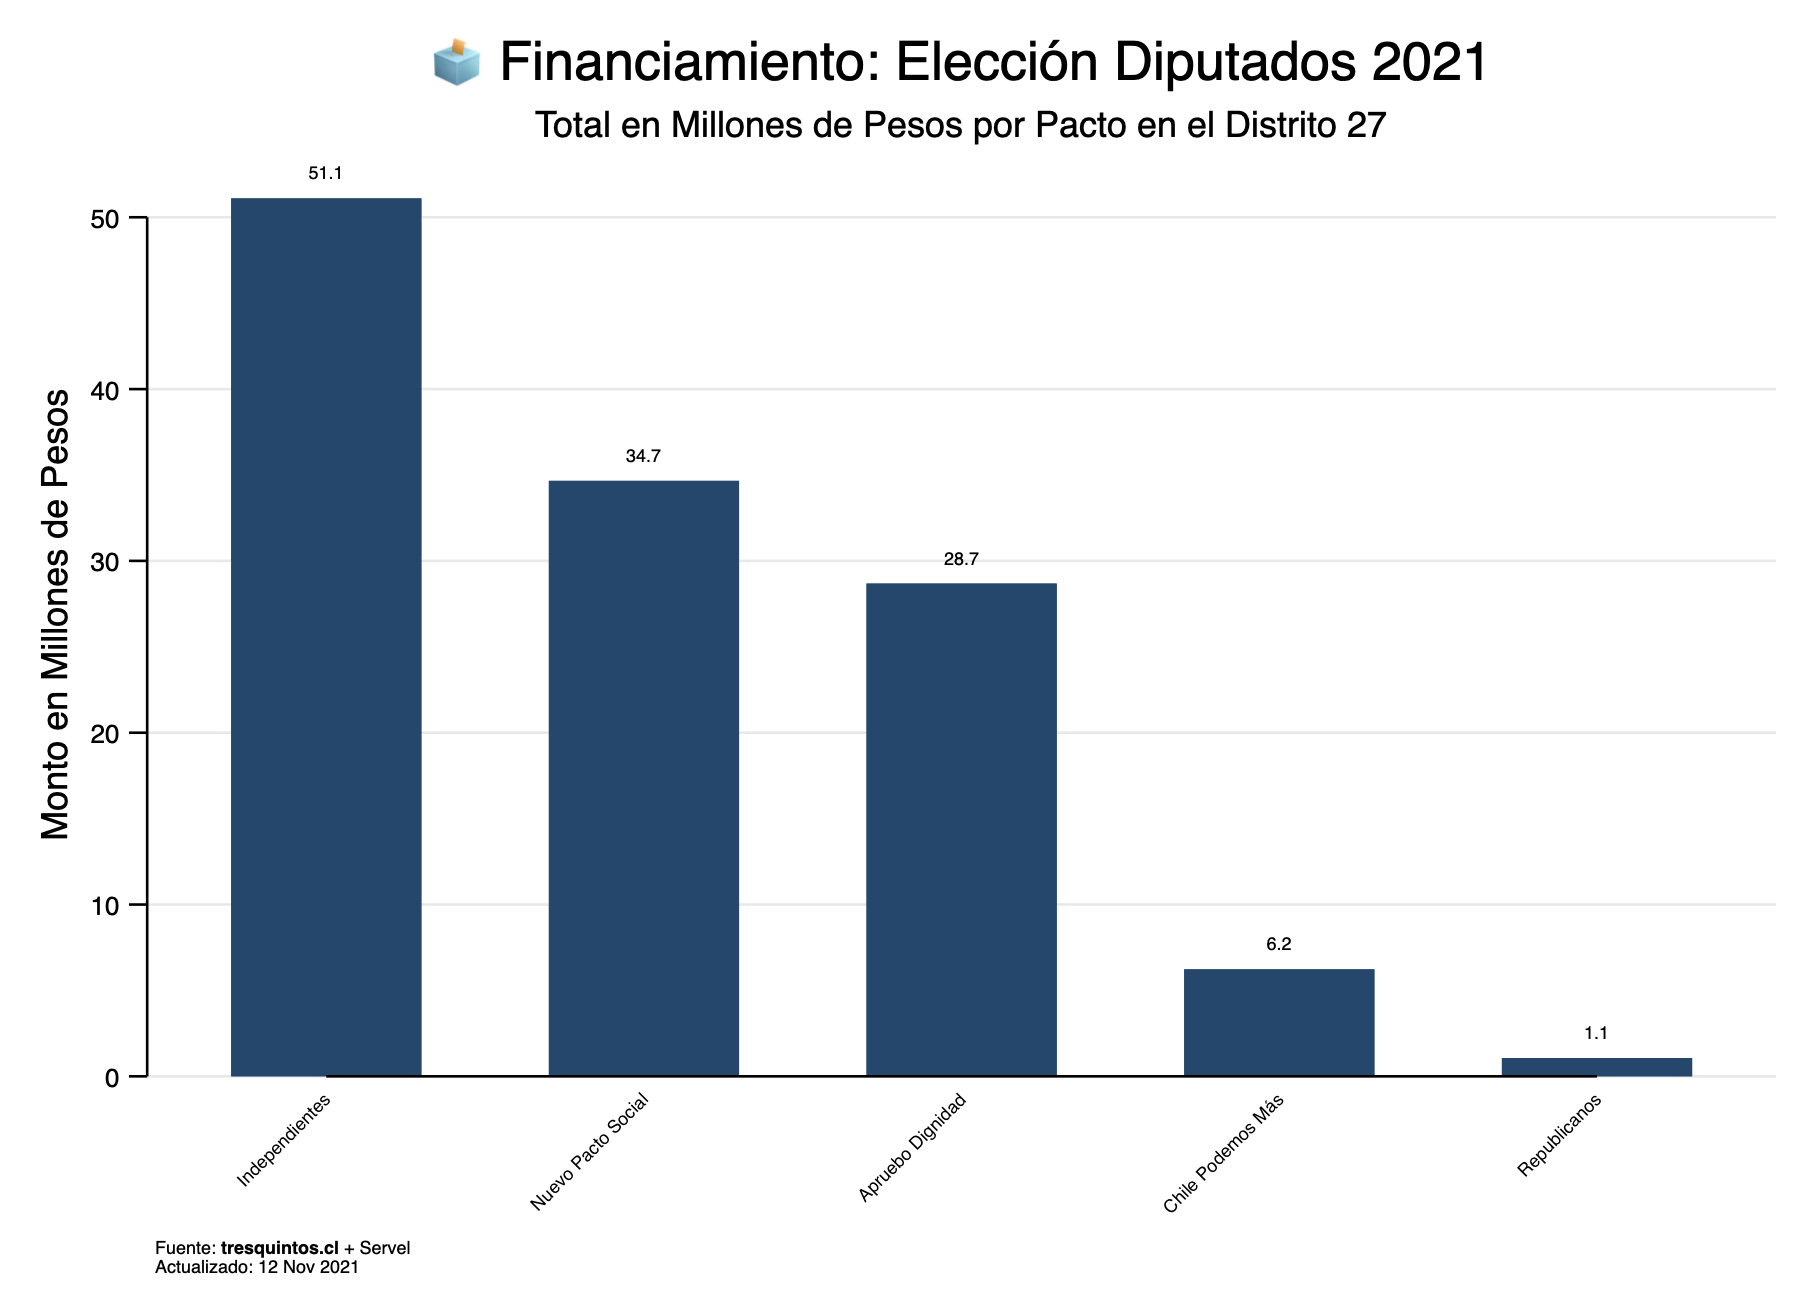 Financiamiento: Elección Diputados 2021
Total en Millones de Pesos por Pacto en el Distrito 27
Monto en Millones de Pesos
50
40
30
20
10
0
51.1
34.7
28.7
6.2
1.1
Independientes
Nuevo Pacto Social
Apruebo Dignidad
Chile Podemos Más
Republicanos
Fuente: tresquintos.cl + Servel
Actualizado: 12 Nov 2021